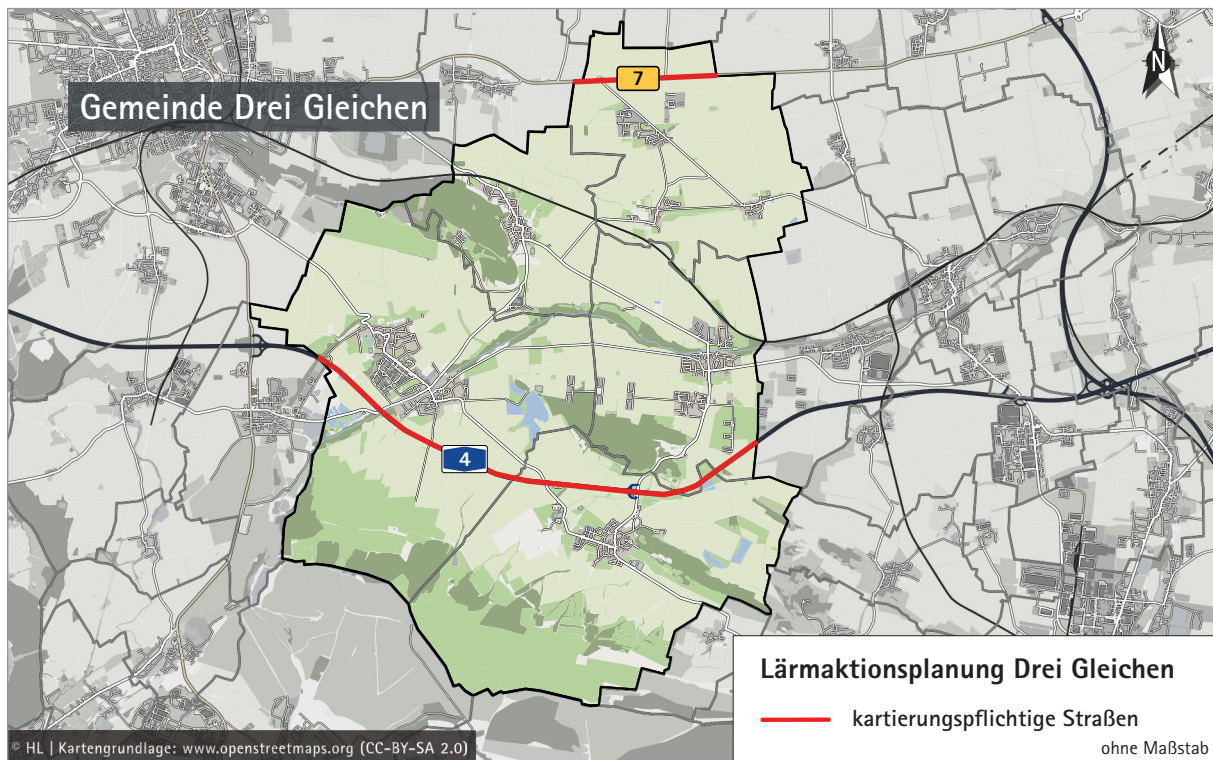 7
N
Gemeinde Drei Gleichen
4
Lärmaktionsplanung Drei Gleichen
kartierungspflichtige Straßen
ohne Maßstab
© HL | Kartengrundlage: www.openstreetmaps.org (CC-BY-SA 2.0)